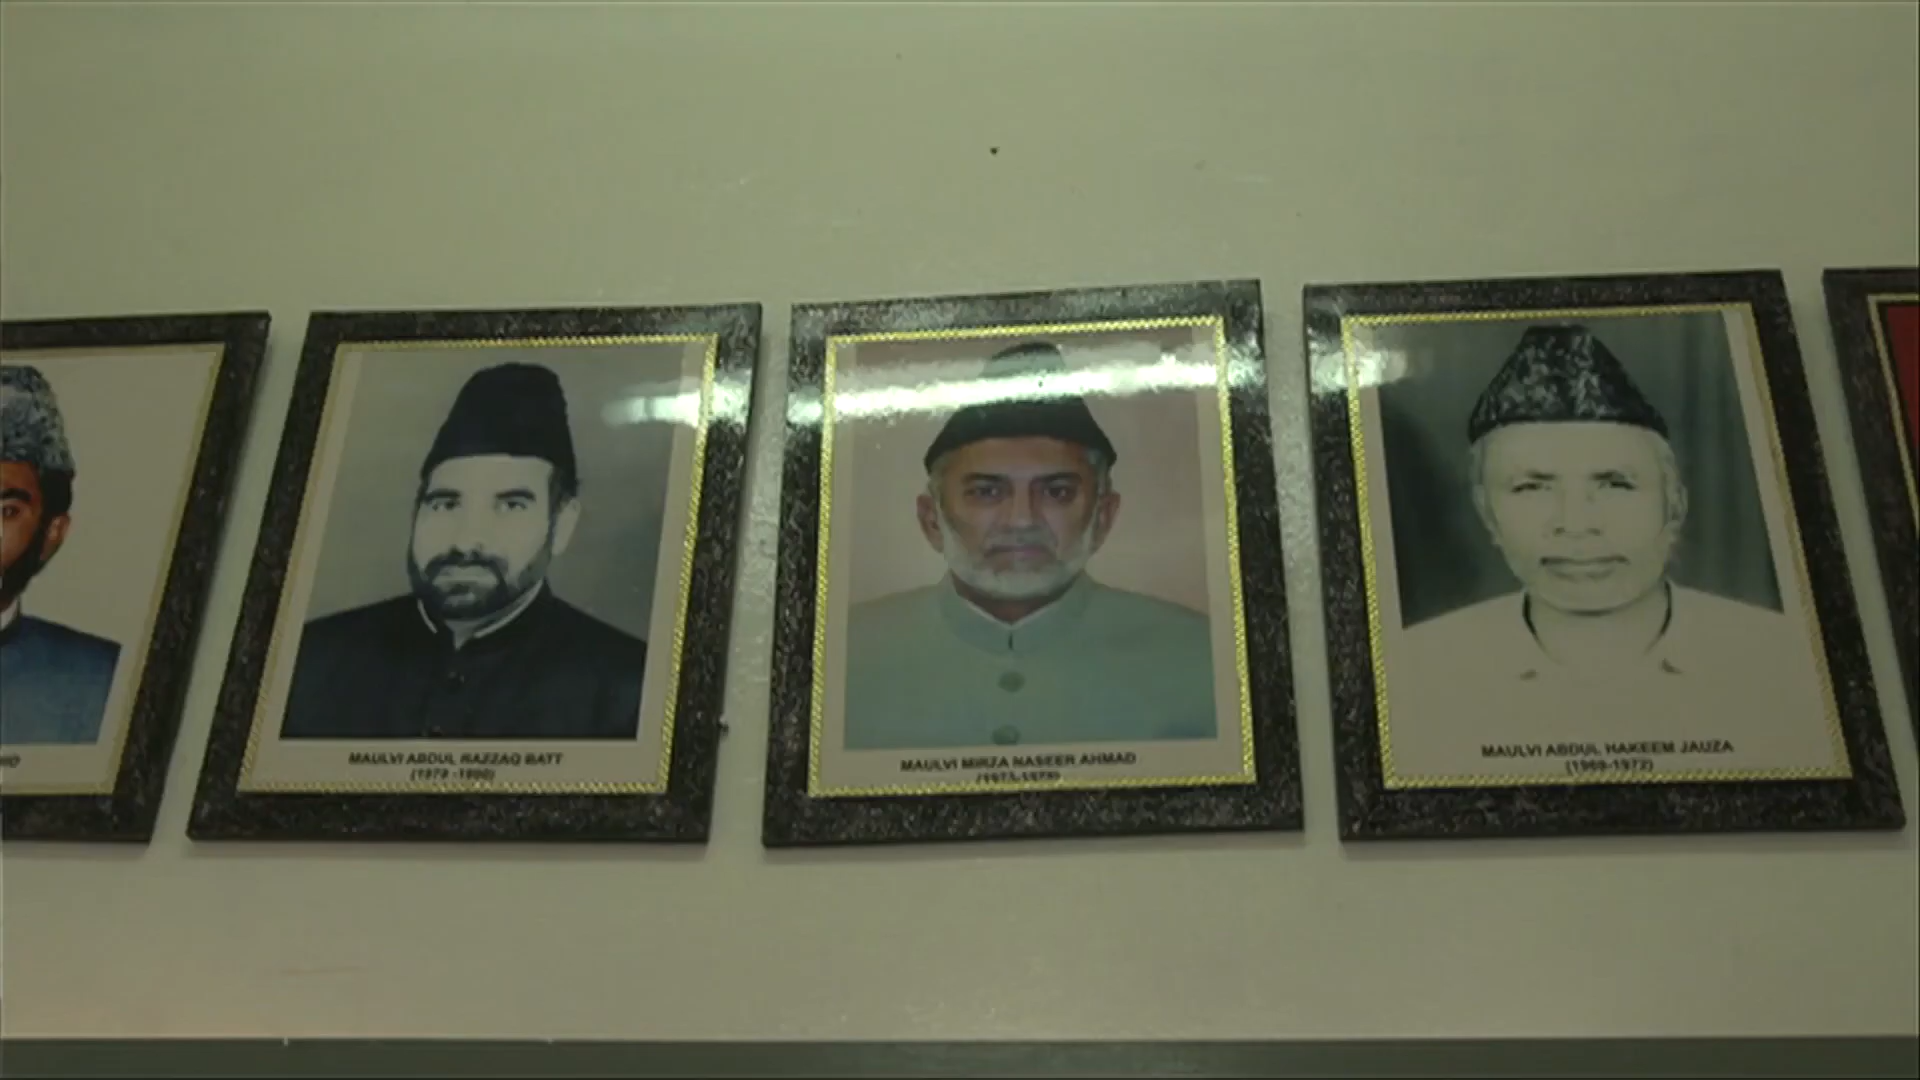 MAULVI ABDUL RAZZAQ BATT
MAULVI MIRZA NASEER AHMAD
MAULVI ABDUL HAKEEM JAUZA
(1969-1972)